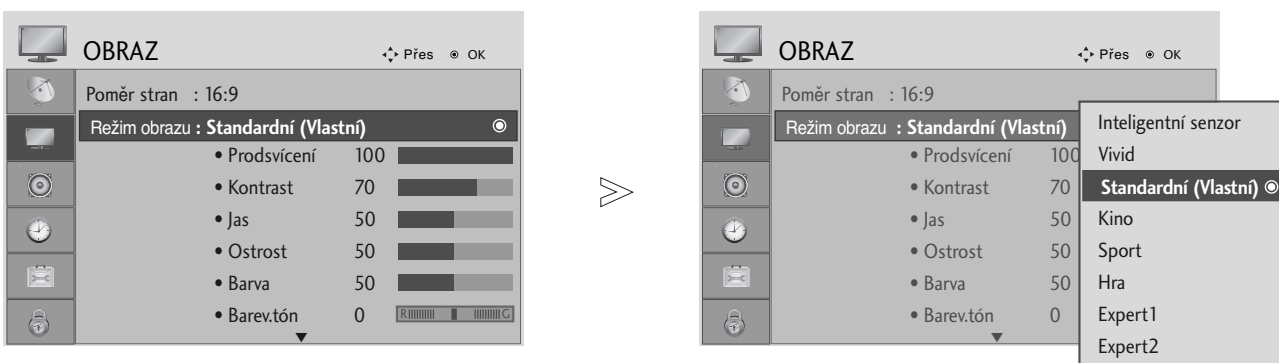 OBRAZ
Přes OK
Poměr stran : 16:9
Režim obrazu : Standardní (Vlastní)
• Prodsvícení 100
• Kontrast 70
• Jas 50
• Ostrost 50
• Barva 50
• Barev.tón 0 R G
OBRAZ
Přes OK
Poměr stran : 16:9
Režim obrazu : Standardní (Vlastní)
• Prodsvícení 100
• Kontrast 70
• Jas 50
• Ostrost 50
• Barva 50
• Barev.tón 0
Inteligentní senzor
Vivid
Standardní (Vlastní)
Kino
Sport
Hra
Expert1
Expert2